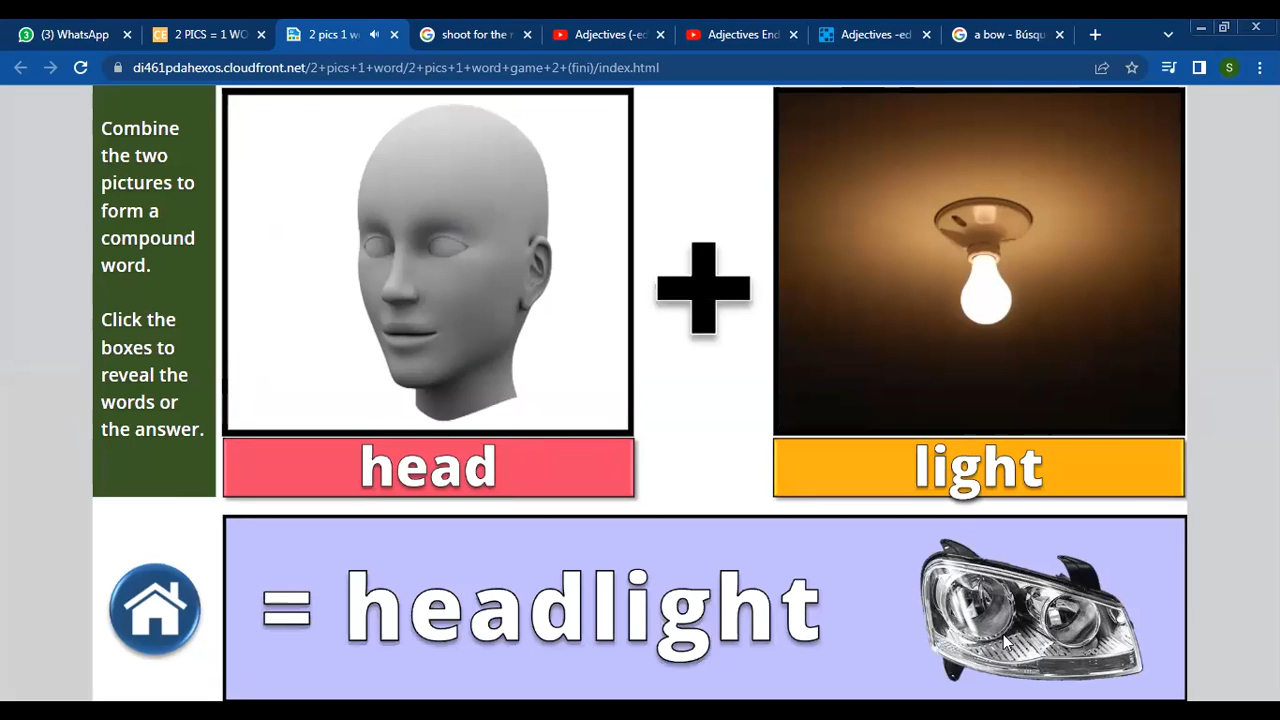 (3) WhatsApp
2 PICS = 1 WO
2 pics 1 w
shoot for the r
Adjectives (-ed
Adjectives End
Adjectives -ed
a bow - Búsqu
di461pdahexos.cloudfront.net/2+pics+1+word/2+pics+1+word+game+2+(fini)/index.html
S
Combine
the two
pictures to
form a
compound
word.
Click the
boxes to
reveal the
words or
the answer.
+
head
light
= headlight